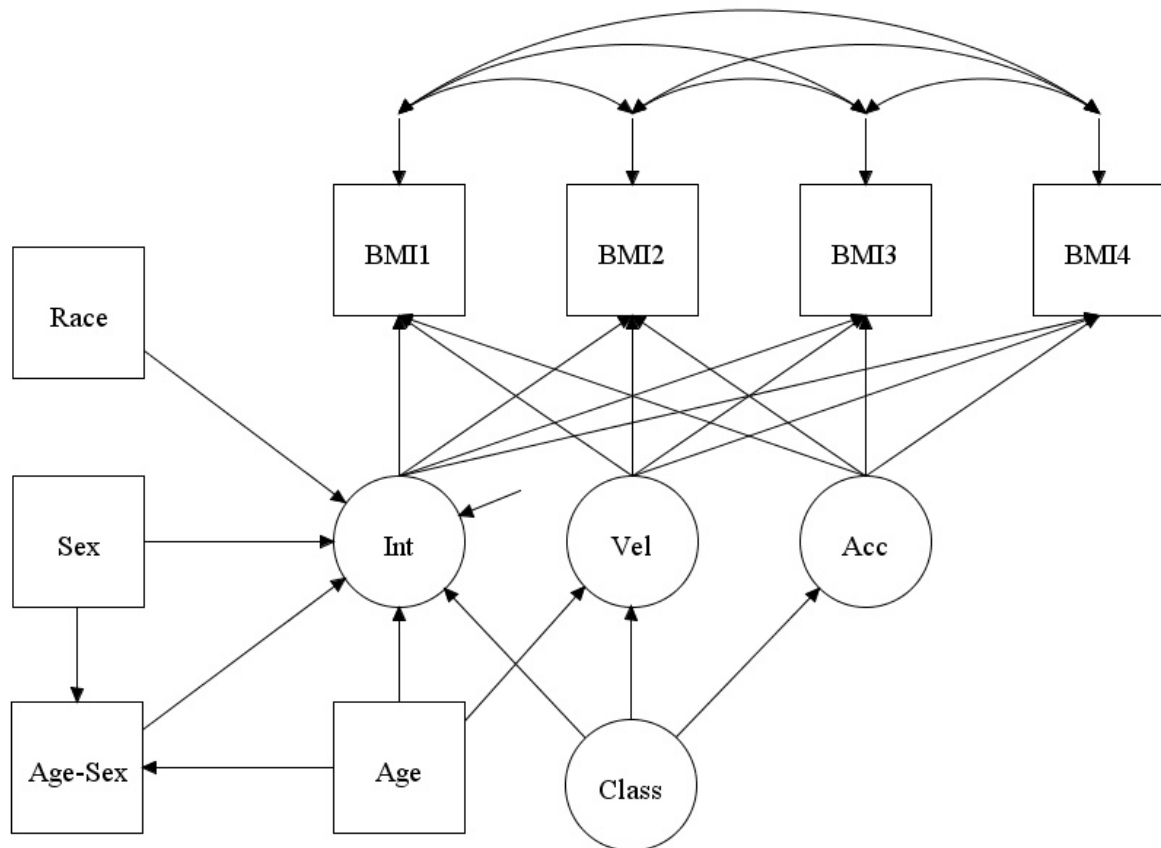 BMI1
BMI2
BMI3
BMI4
Race
Sex
Int
Vel
Acc
Age-Sex
Age
Class